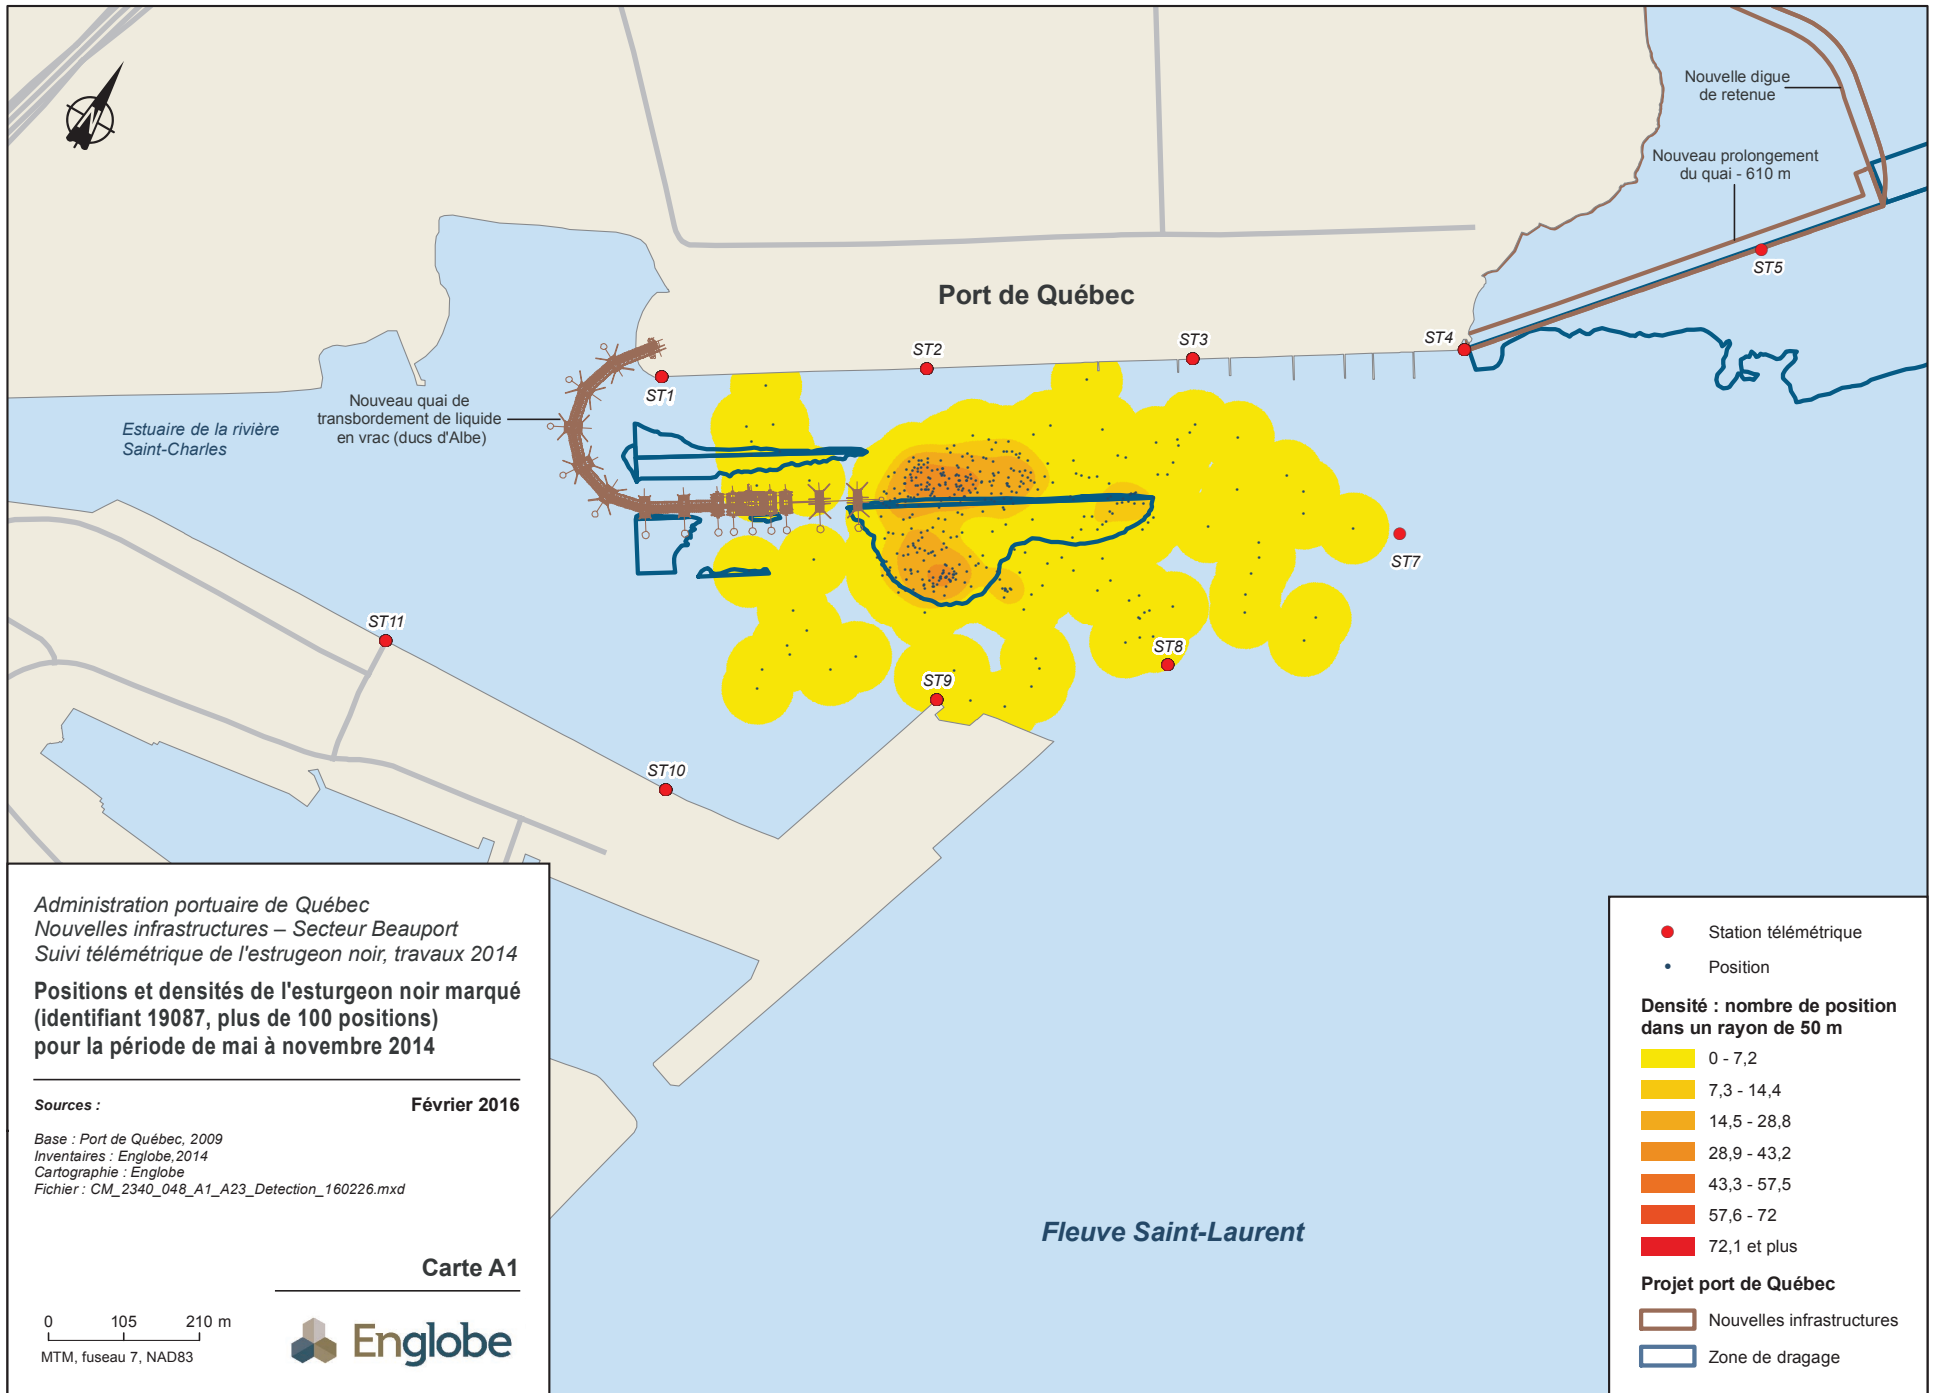 Nouvelle digue
de retenue
Nouveau prolongement
du quai - 610 m
ST5
Port de Québec
ST4
ST3
ST2
ST1
Nouveau quai de
transbordement de liquide
en vrac (ducs d'Albe)
Estuaire de la rivière
Saint-Charles
N
ST7
ST11
ST8
ST9
ST10
Fleuve Saint-Laurent
Administration portuaire de Québec
Nouvelles infrastructures – Secteur Beauport
Suivi télémétrique de l'estrugeon noir, travaux 2014
Positions et densités de l'esturgeon noir marqué
(identifiant 19087, plus de 100 positions)
pour la période de mai à novembre 2014
Sources : Février 2016
Base : Port de Québec, 2009
Inventaires : Englobe,2014
Cartographie : Englobe
Fichier : CM_2340_048_A1_A23_Detection_160226.mxd
Carte A1
0 105 210 m
MTM, fuseau 7, NAD83
Englobe
Station télémétrique
Position
Densité : nombre de position
dans un rayon de 50 m
0 - 7,2
7,3 - 14,4
14,5 - 28,8
28,9 - 43,2
43,3 - 57,5
57,6 - 72
72,1 et plus
Projet port de Québec
Nouvelles infrastructures
Zone de dragage